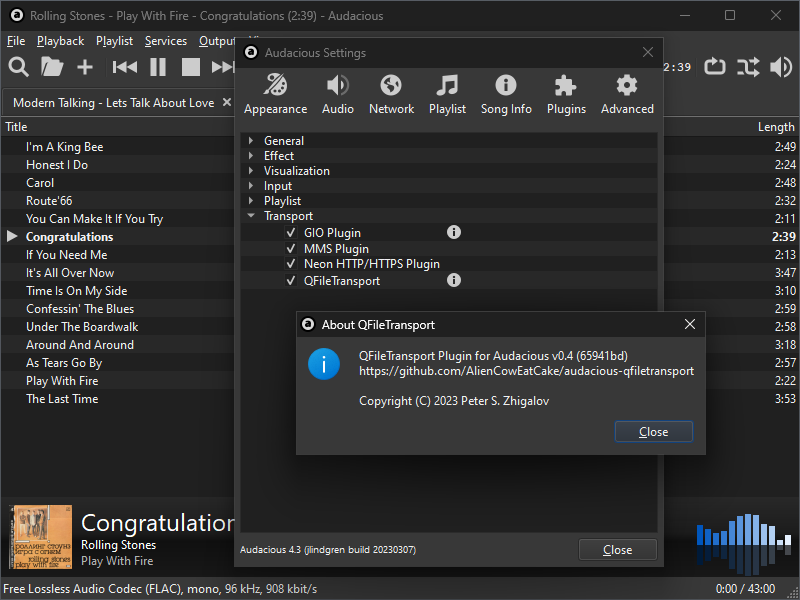 Rolling Stones - Play With Fire - Congratulations (2:39) - Audacious
File Playback Playlist Services Output
2:39
Modern Talking - Lets Talk About Love
Title Length
I'm A King Bee 2:49
Honest I Do 2:24
Carol 2:48
Route'66 2:32
You Can Make It If You Try 2:11
Congratulations 2:39
If You Need Me 2:13
It's All Over Now 3:47
Time Is On My Side 3:10
Confessin' The Blues 2:59
Under The Boardwalk 2:58
Around And Around 3:18
As Tears Go By 2:57
Play With Fire 2:22
The Last Time 3:53
Audacious Settings
Appearance Audio Network Playlist Song Info Plugins Advanced
General
Effect
Visualization
Input
Playlist
Transport
GIO Plugin
MMS Plugin
Neon HTTP/HTTPS Plugin
QFileTransport
About QFileTransport
QFileTransport Plugin for Audacious v0.4 (65941bd)
https://github.com/AlienCowEatCake/audacious-qfiletransport
Copyright (C) 2023 Peter S. Zhigalov
Close
Audacious 4.3 (jlindgren build 20230307)
Close
роллинг стоунз
игра с огнем
rolling stones
play with fire
Congratulation
Rolling Stones
Play With Fire
Free Lossless Audio Codec (FLAC), mono, 96 kHz, 908 kbit/s
0:00 / 43:00